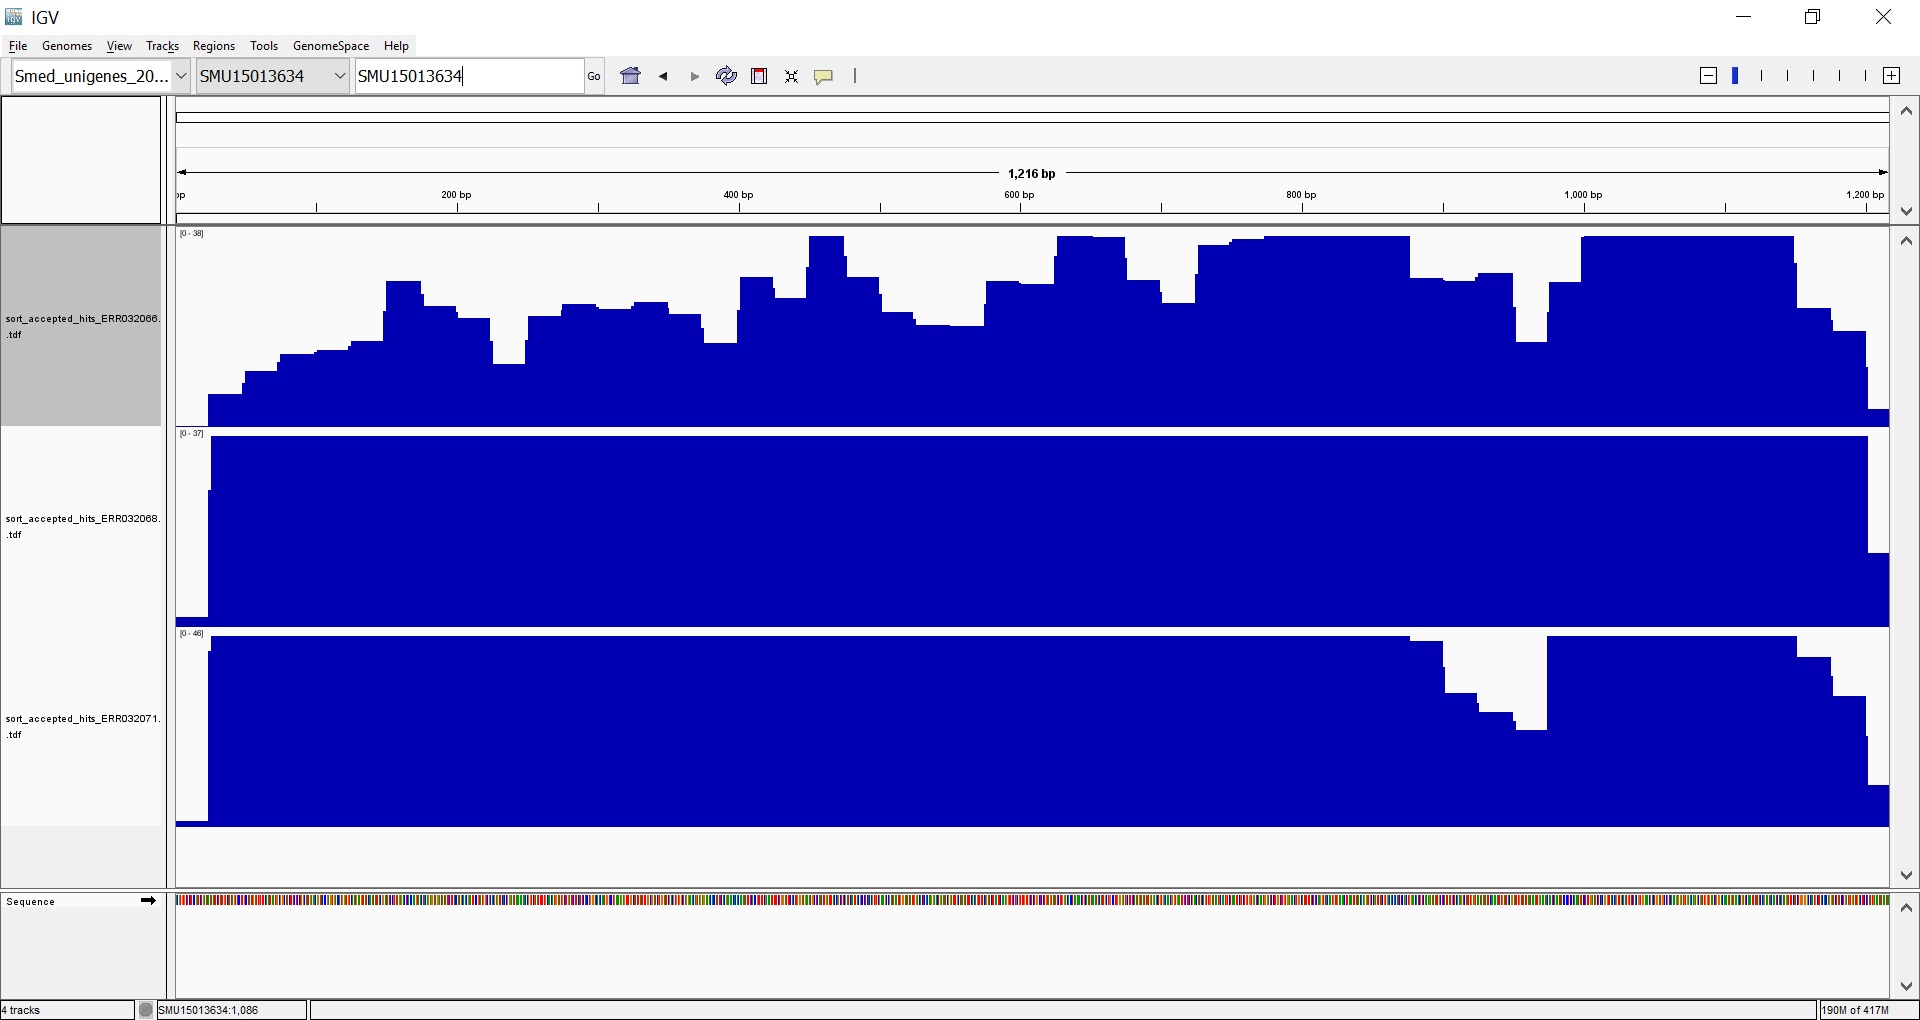 IGV
File Genomes View Tracks Regions Tools GenomeSpace Help
Smed_unigenes_20... SMU15013634 SMU15013634 Go
1,216 bp
bp 200 bp 400 bp 600 bp 800 bp 1,000 bp 1,200 bp
[0 - 38]
sort_accepted_hits_ERR032066.
.tdf
[0 - 37]
sort_accepted_hits_ERR032068.
.tdf
[0 - 46]
sort_accepted_hits_ERR032071.
.tdf
Sequence
4 tracks SMU15013634:1,086 190M of 417M